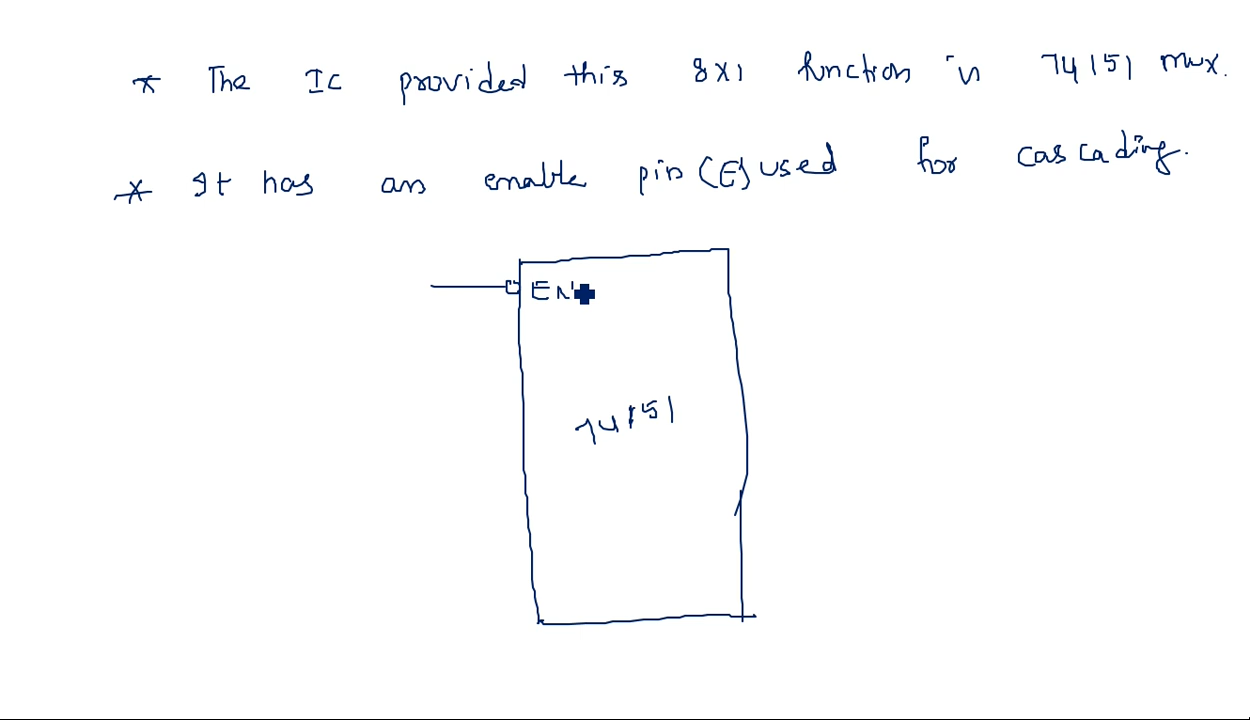 * The IC provided this 8x1 function in 74151 mux.
* It has an enable pin (E) used for cascading.
EN
74151